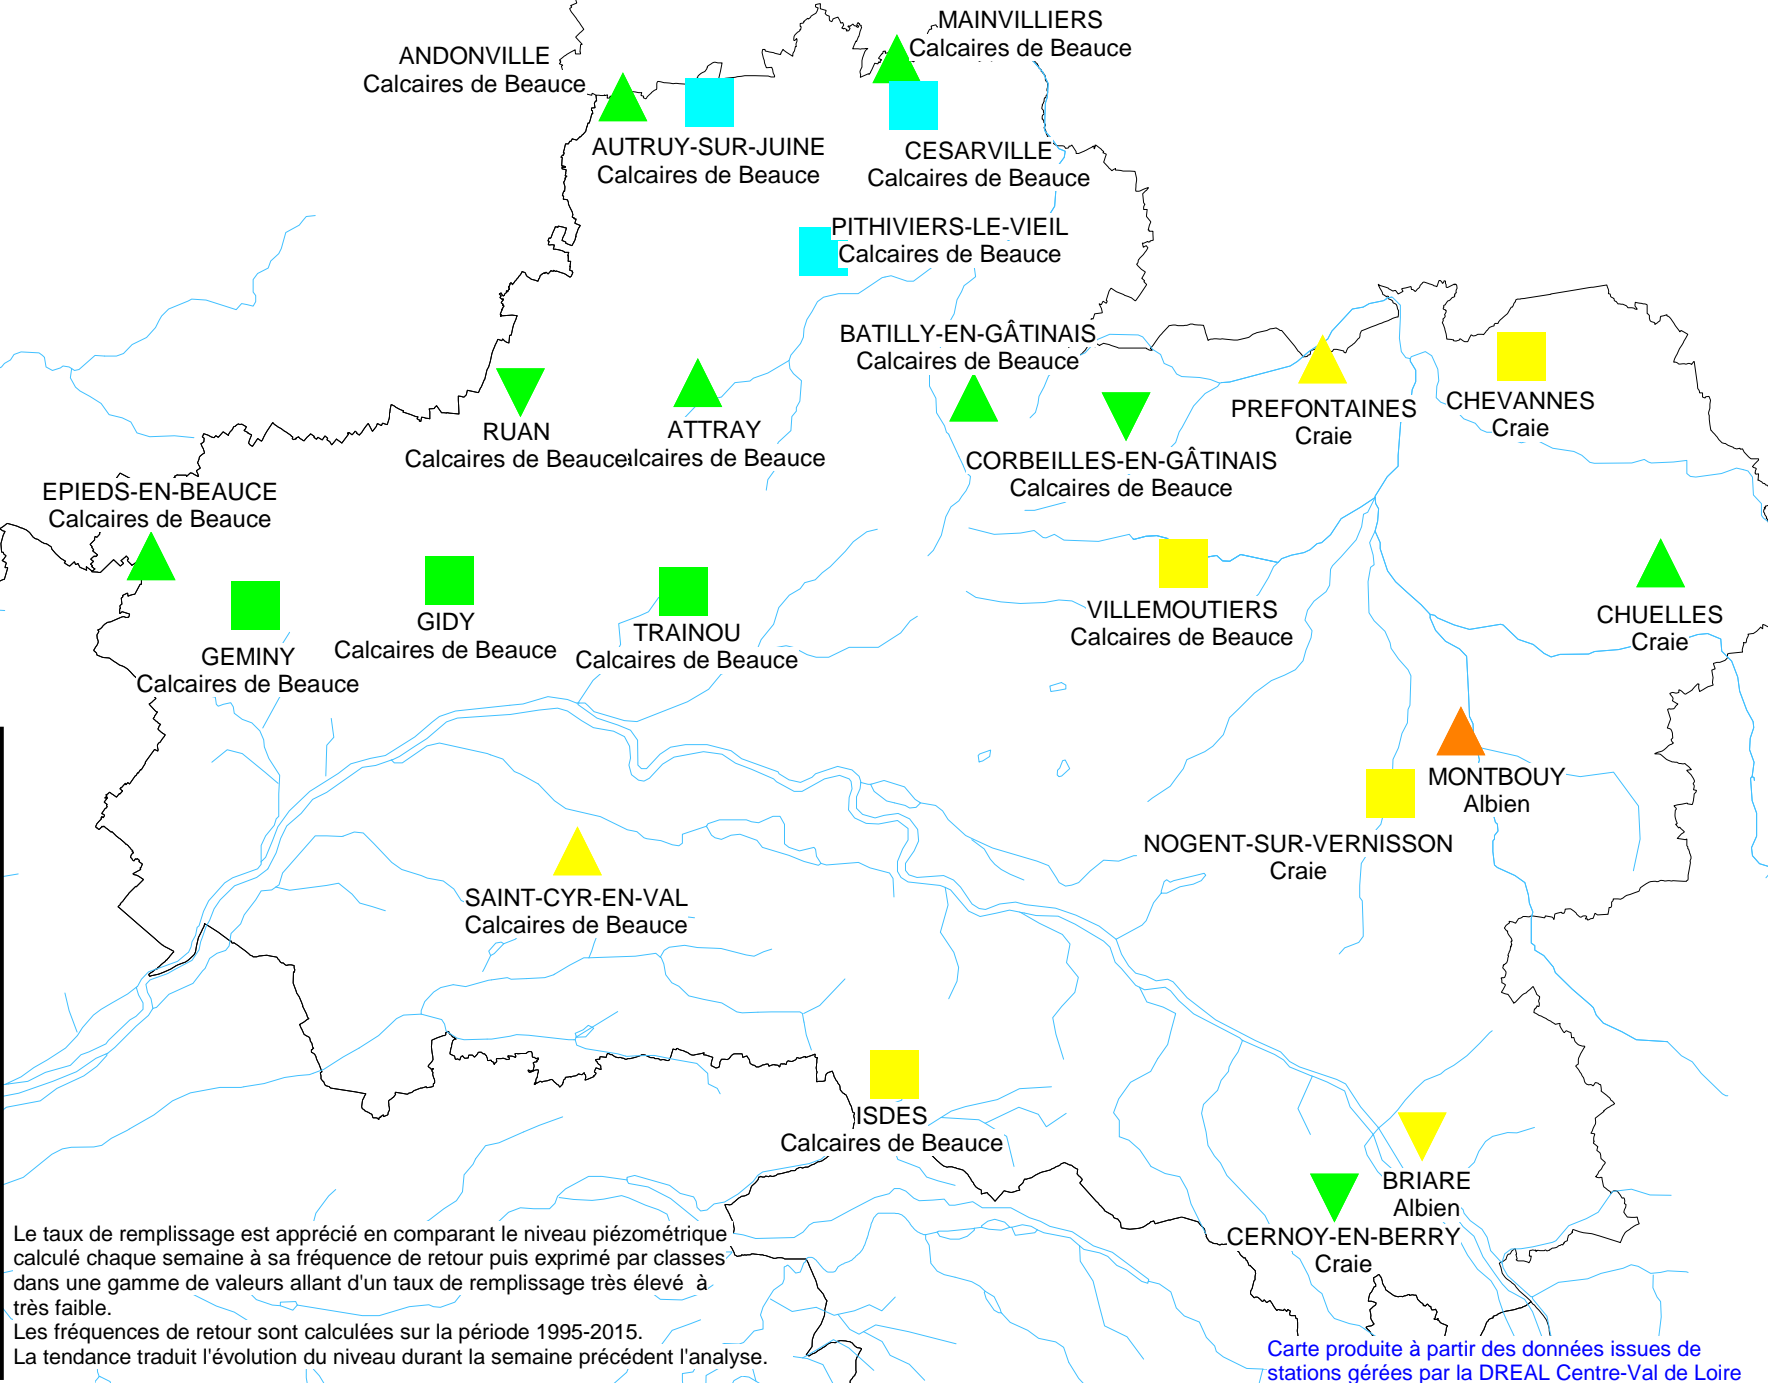 MAINVILLIERS
Calcaires de Beauce
ANDONVILLE
Calcaires de Beauce
AUTRUY-SUR-JUINE
Calcaires de Beauce
CESARVILLE
Calcaires de Beauce
PITHIVIERS-LE-VIEIL
Calcaires de Beauce
BATILLY-EN-GÂTINAIS
Calcaires de Beauce
RUAN
Calcaires de Beauce
ATTRAY
alcaires de Beauce
PREFONTAINES
Craie
CHEVANNES
Craie
CORBEILLES-EN-GÂTINAIS
Calcaires de Beauce
EPIEDS-EN-BEAUCE
Calcaires de Beauce
GEMINY
Calcaires de Beauce
GIDY
Calcaires de Beauce
TRAINOU
Calcaires de Beauce
VILLEMOUTIERS
Calcaires de Beauce
CHUELLES
Craie
MONTBOUY
Albien
NOGENT-SUR-VERNISSON
Craie
SAINT-CYR-EN-VAL
Calcaires de Beauce
ISDES
Calcaires de Beauce
BRIARE
Albien
CERNOY-EN-BERRY
Craie
Le taux de remplissage est apprécié en comparant le niveau piézométrique
calculé chaque semaine à sa fréquence de retour puis exprimé par classes
dans une gamme de valeurs allant d'un taux de remplissage très élevé à
très faible.
Les fréquences de retour sont calculées sur la période 1995-2015.
La tendance traduit l'évolution du niveau durant la semaine précédent l'analyse.
Carte produite à partir des données issues de
stations gérées par la DREAL Centre-Val de Loire